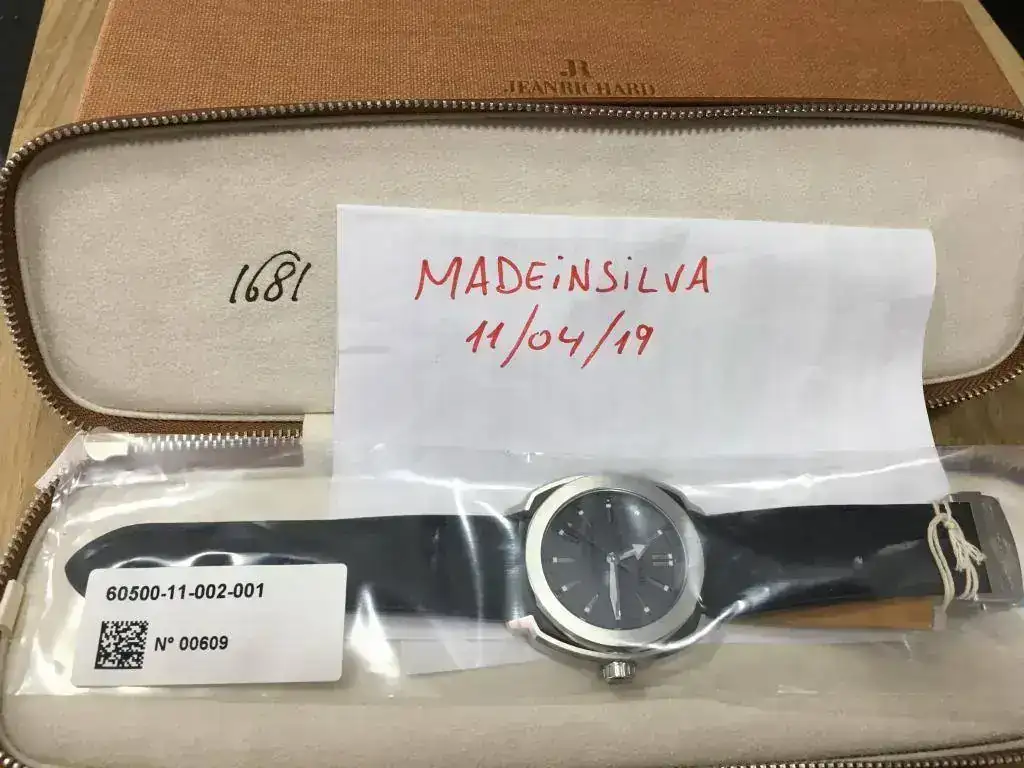 JR
JEANRICHARD
1681
MADEiNSiLVA
11/04/19
60500-11-002-001
N° 00609